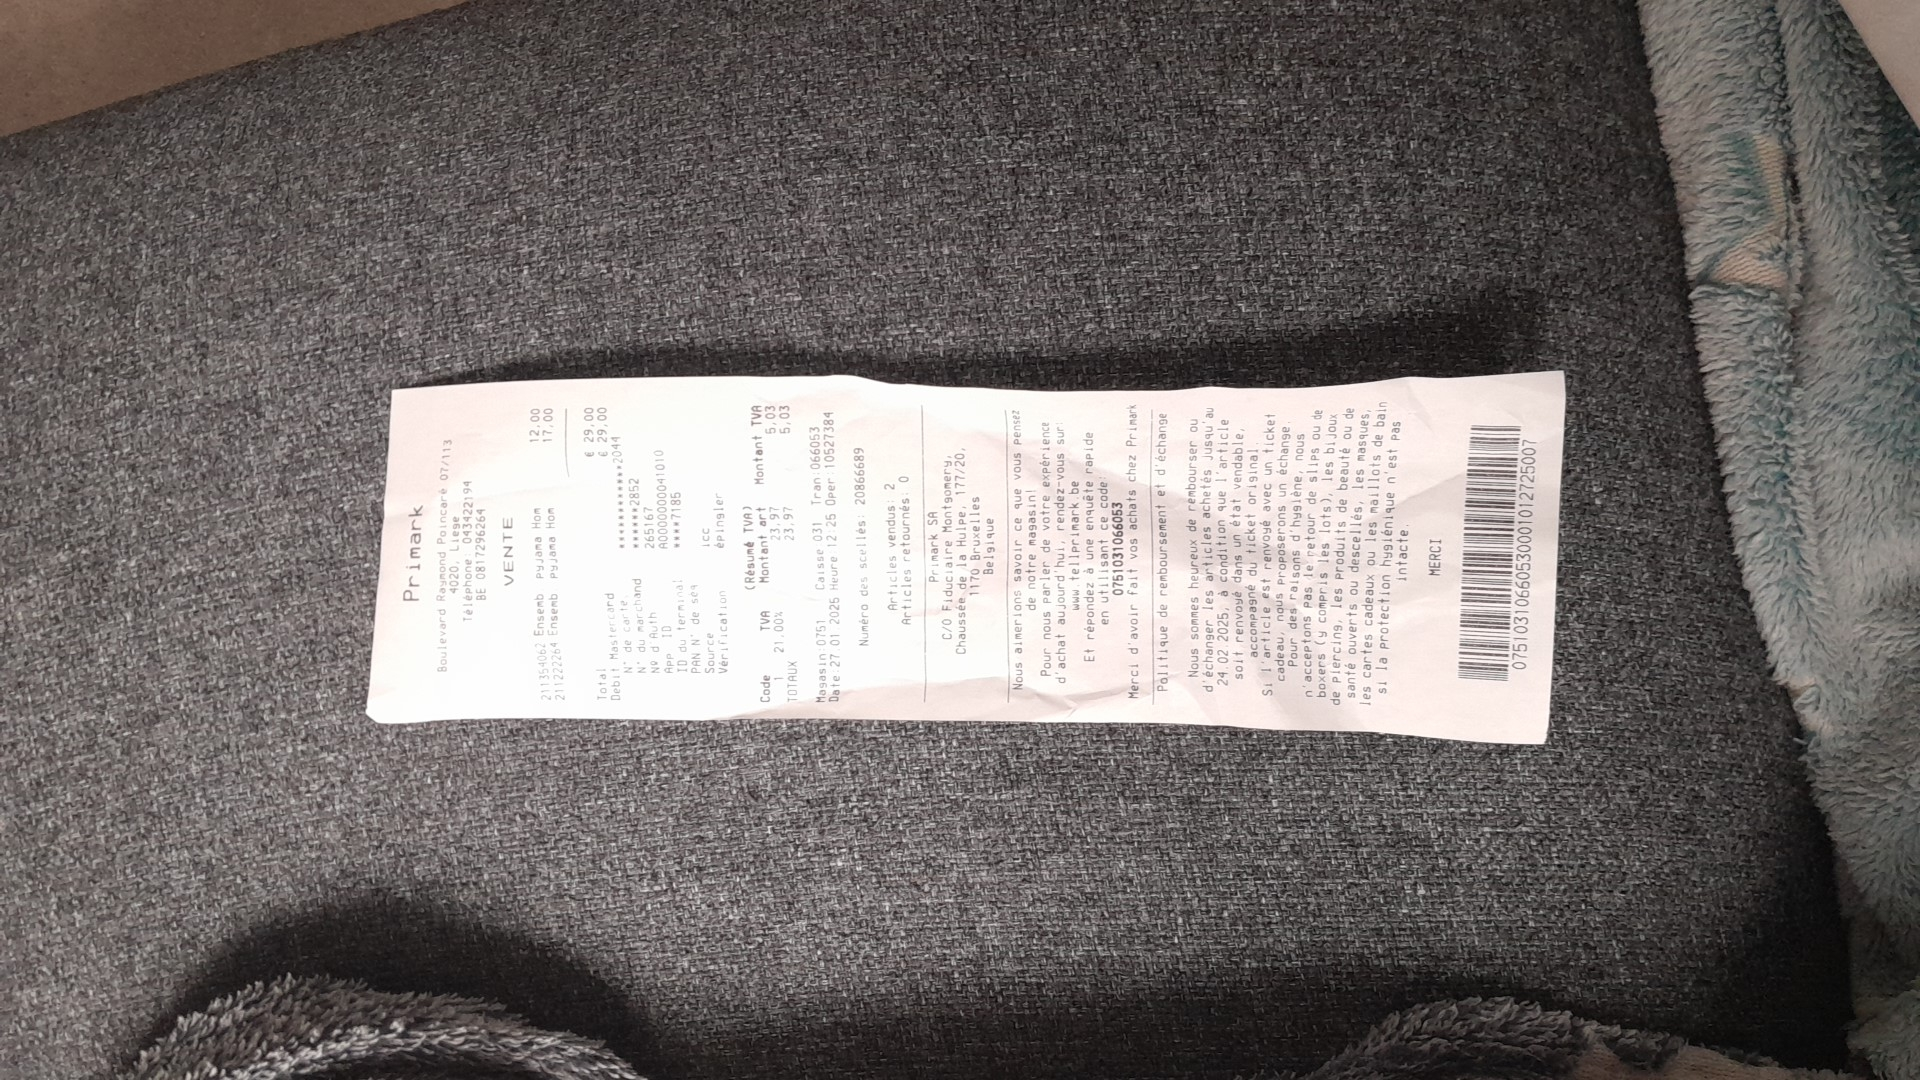 Primark
Boulevard Raymond Poincaré 07/113
4020, Liege
Téléphone: 043422194
BE 0817296264
VENTE
211354062 Ensemb Pyjama Hom 12,00
211222264 Ensemb Pyjama Hom 17,00
Total € 29,00
Debit Mastercard € 29,00
N° de carte: ************2044
N° du marchand ******2852
Nº d Auth 265167
App ID A0000000041010
ID du Terminal ****7185
PAN N° de séq
Source icc
Vérification épingler
(Résumé TVA)
Code TVA Montant art Montant TVA
1 21.00% 23,97 5,03
TOTAUX 23,97 5,03
Magasin 0751 Caisse 031 Tran 066053
Date 27 01 2025 Heure 12 25 Oper 10527384
Numéro des scellés: 2086689
Articles vendus: 2
Articles retournés: 0
Primark SA
C/O Fiduciaire Montgomery,
Chaussée de la Hulpe, 177/20,
1170 Bruxelles
Belgique
Nous aimerions savoir ce que vous pensez
de notre magasin!
Pour nous parler de votre expérience
d'achat aujourd'hui, rendez-vous sur:
www.tellprimark.be
Et répondez à une enquête rapide
en utilisant ce code:
0751031066053
Merci d'avoir fait vos achats chez Primark
Politique de remboursement et d'échange
Nous sommes heureux de rembourser ou
d'échanger les articles achetés jusqu'au
24.02.2025, à condition que l'article
soit renvoyé dans un état vendable,
accompagné du ticket original.
Si l'article est renvoyé avec un ticket
cadeau, nous proposerons un échange.
Pour des raisons d'hygiène, nous
n'acceptons pas le retour de slips ou de
boxers (y compris les lots), les bijoux
de piercing, les produits de beauté ou de
santé ouverts ou descellés, les masques,
les cartes cadeaux ou les maillots de bain
si la protection hygiénique n'est pas
intacte.
MERCI
07510310660530001012725007